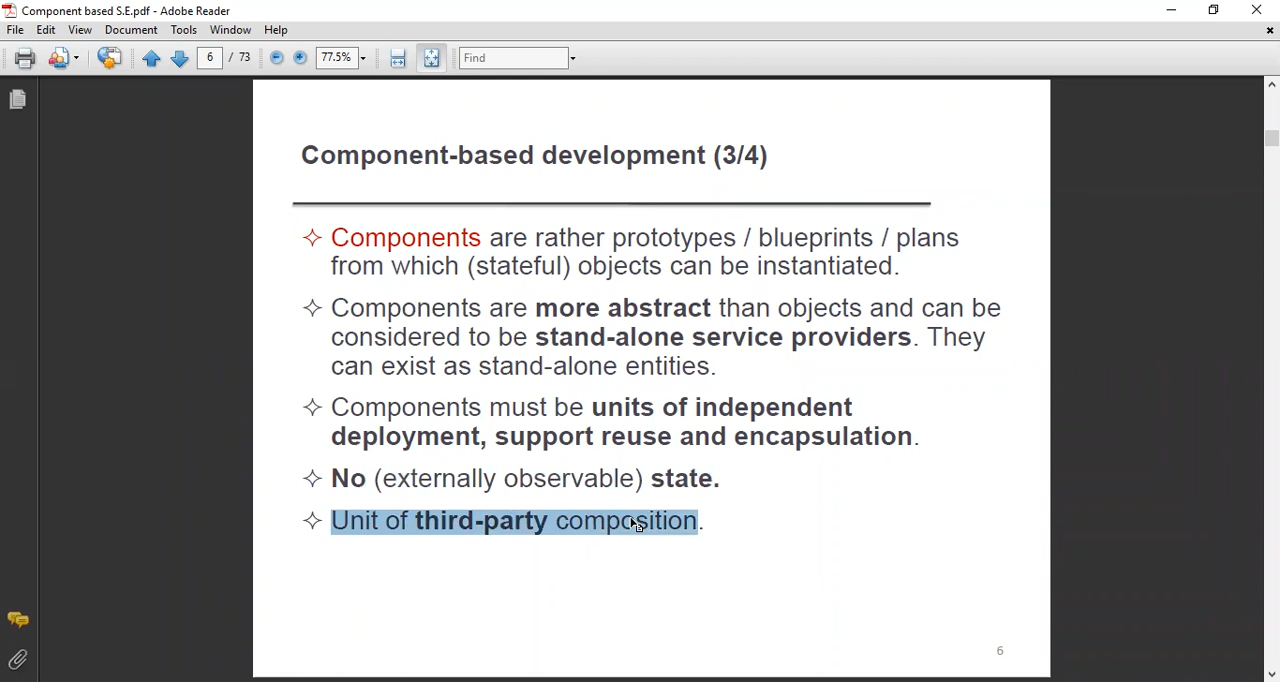 Component based S.E.pdf - Adobe Reader
File Edit View Document Tools Window Help
6 / 73 77.5% Find
Component-based development (3/4)
Components are rather prototypes / blueprints / plans
from which (stateful) objects can be instantiated.
Components are more abstract than objects and can be
considered to be stand-alone service providers. They
can exist as stand-alone entities.
Components must be units of independent
deployment, support reuse and encapsulation.
No (externally observable) state.
Unit of third-party composition.
6